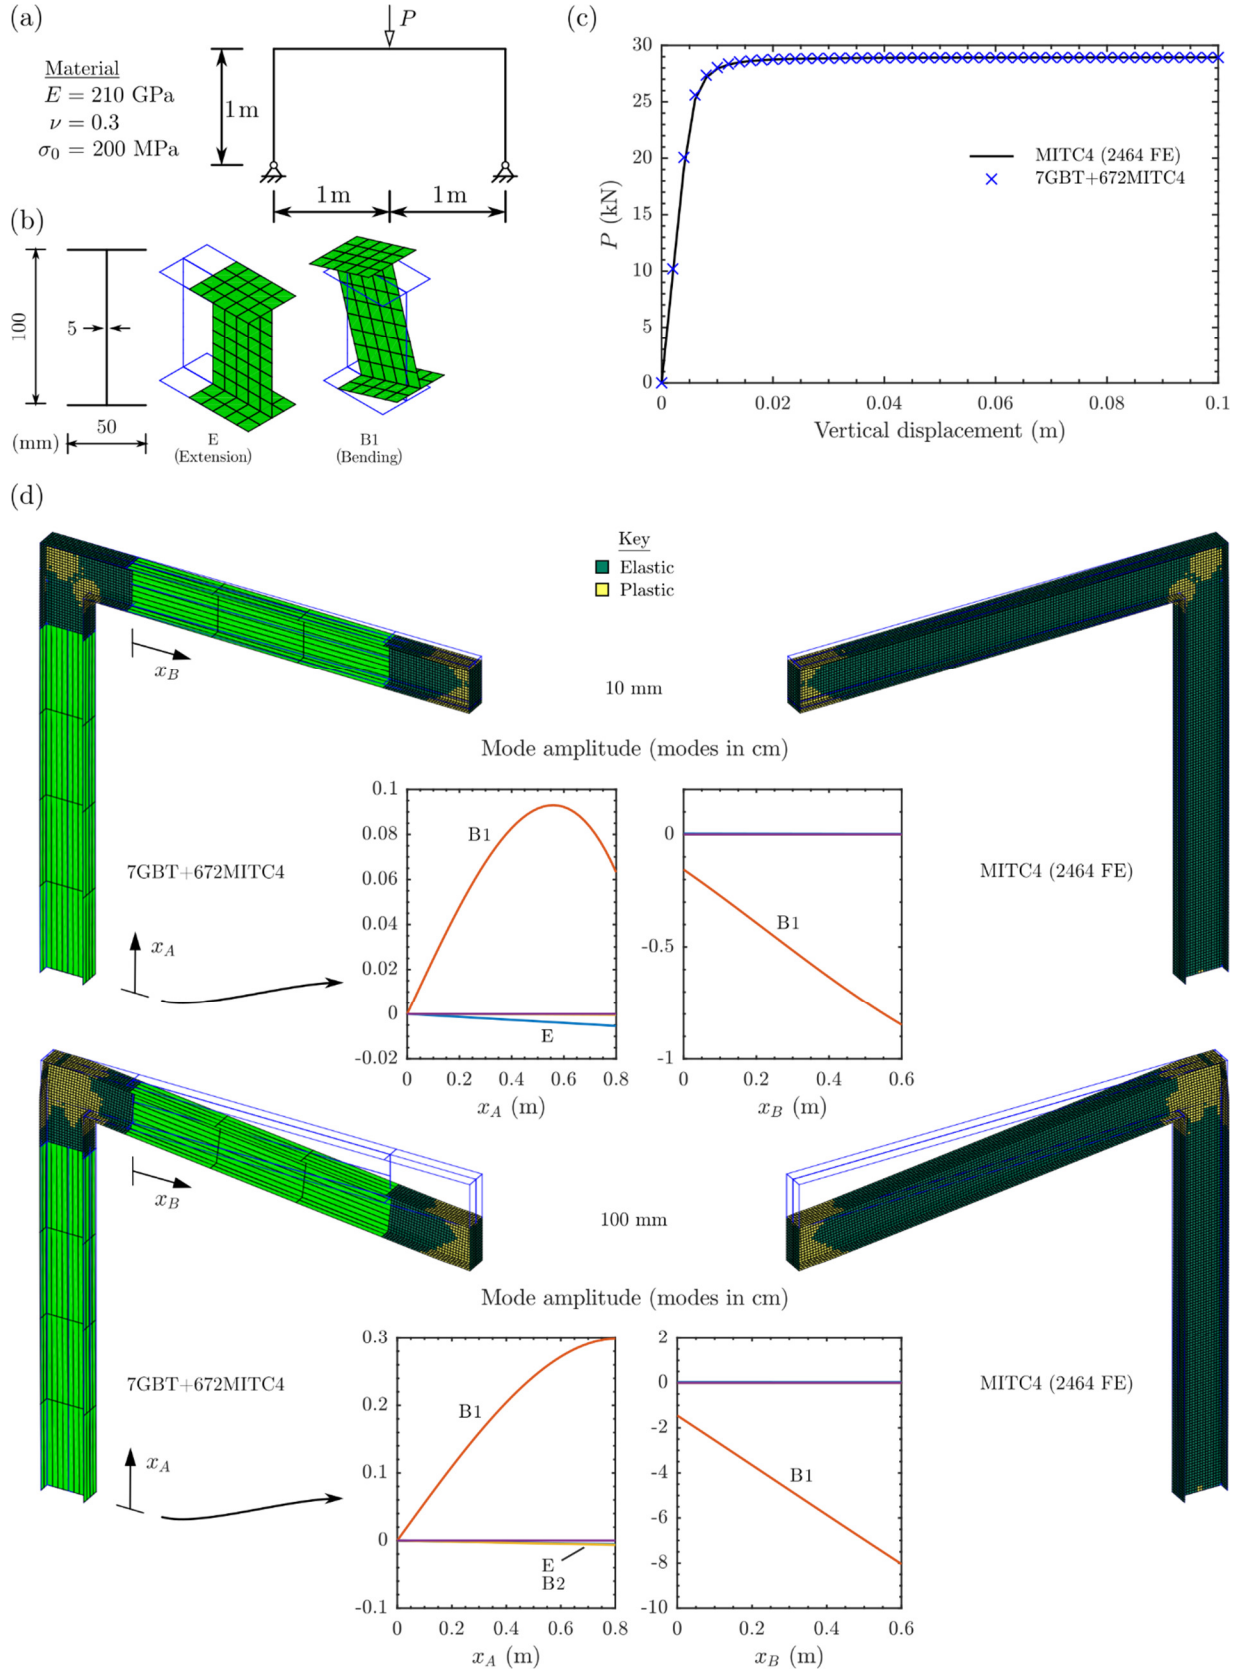 (a)
P
Material
E = 210 GPa
ν = 0.3
σ0 = 200 MPa
1 m
1 m
1 m
(b)
100
5
50
(mm)
E
(Extension)
B1
(Bending)
(c)
30
25
20
15
10
5
0
P (kN)
MITC4 (2464 FE)
7GBT+672MITC4
0 0.02 0.04 0.06 0.08 0.1
Vertical displacement (m)
(d)
Key
Elastic
Plastic
xB
10 mm
Mode amplitude (modes in cm)
7GBT+672MITC4
xA
0.1
0.08
0.06
0.04
0.02
0
-0.02
B1
E
0 0.2 0.4 0.6 0.8
xA (m)
0
-0.5
-1
B1
0 0.2 0.4 0.6
xB (m)
MITC4 (2464 FE)
xB
100 mm
Mode amplitude (modes in cm)
7GBT+672MITC4
xA
0.3
0.2
0.1
0
-0.1
B1
E
B2
0 0.2 0.4 0.6 0.8
xA (m)
2
0
-2
-4
-6
-8
-10
B1
0 0.2 0.4 0.6
xB (m)
MITC4 (2464 FE)